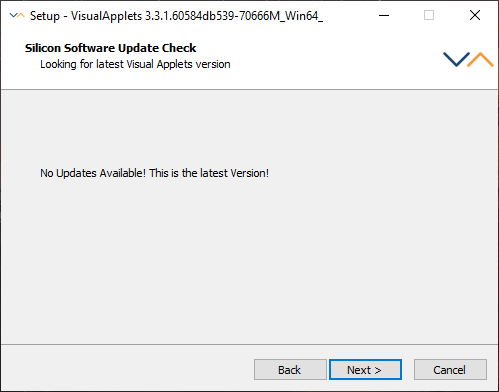 Setup - VisualApplets 3.3.1.60584db539-70666M_Win64_
Silicon Software Update Check
Looking for latest Visual Applets version
No Updates Available! This is the latest Version!
Back
Next >
Cancel